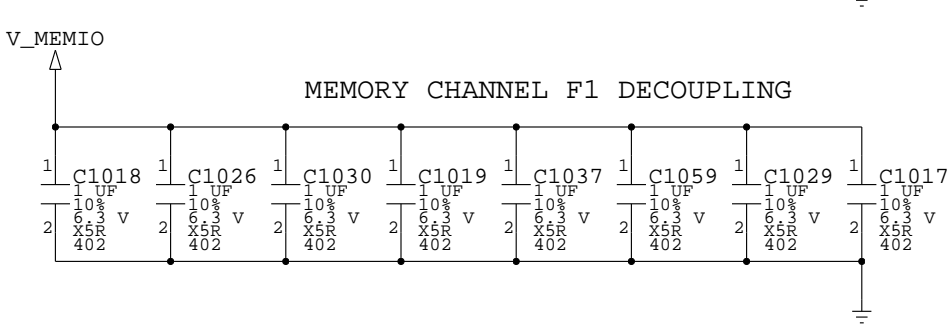 V_MEMIO
MEMORY CHANNEL F1 DECOUPLING
1
C1018
1 UF
10%
6.3 V
X5R
402
2
1
C1026
1 UF
10%
6.3 V
X5R
402
2
1
C1030
1 UF
10%
6.3 V
X5R
402
2
1
C1019
1 UF
10%
6.3 V
X5R
402
2
1
C1037
1 UF
10%
6.3 V
X5R
402
2
1
C1059
1 UF
10%
6.3 V
X5R
402
2
1
C1029
1 UF
10%
6.3 V
X5R
402
2
1
C1017
1 UF
10%
6.3 V
X5R
402
2